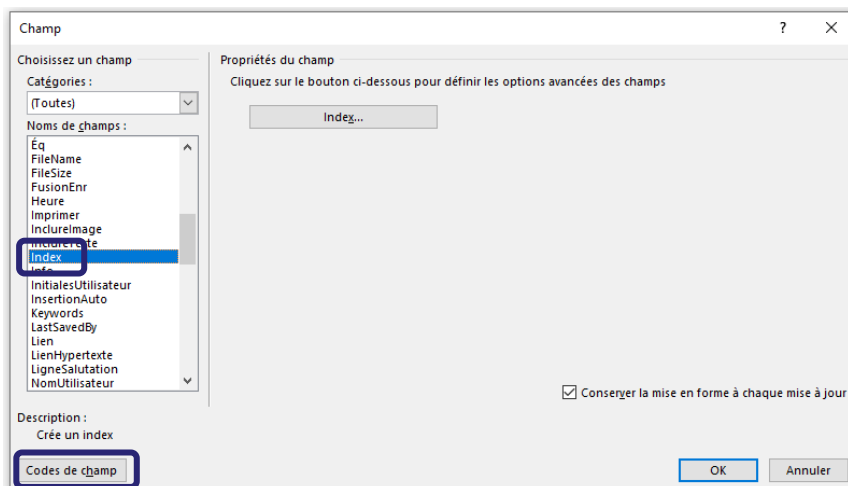 Champ
?
Choisissez un champ
Catégories :
(Toutes)
Noms de champs :
Éq
FileName
FileSize
FusionEnr
Heure
Imprimer
InclureImage
InclureTexte
Index
Info
InitialesUtilisateur
InsertionAuto
Keywords
LastSavedBy
Lien
LienHypertexte
LigneSalutation
NomUtilisateur
Propriétés du champ
Cliquez sur le bouton ci-dessous pour définir les options avancées des champs
Index...
Conserver la mise en forme à chaque mise à jour
Description :
Crée un index
Codes de champ
OK
Annuler